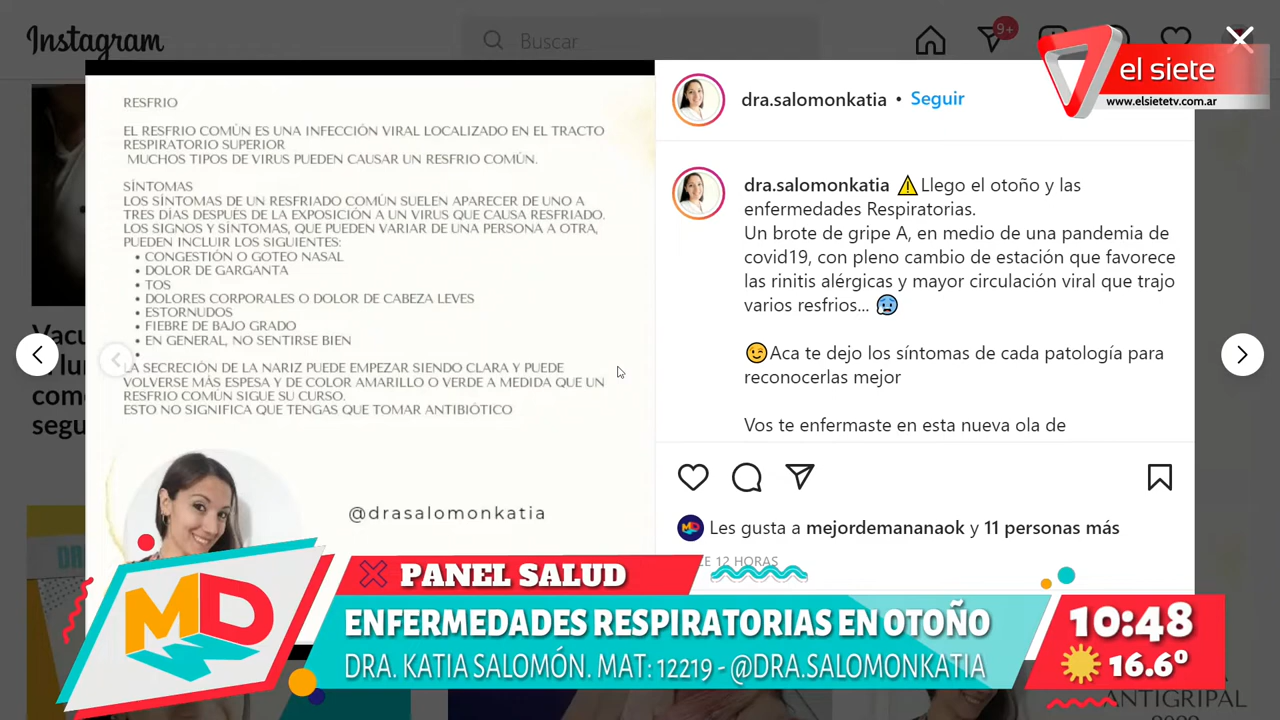 Instagram
Buscar
9+
el siete
www.elsietetv.com.ar
RESFRIO
EL RESFRIO COMÚN ES UNA INFECCIÓN VIRAL LOCALIZADO EN EL TRACTO
RESPIRATORIO SUPERIOR
MUCHOS TIPOS DE VIRUS PUEDEN CAUSAR UN RESFRIO COMÚN.
SÍNTOMAS
LOS SÍNTOMAS DE UN RESFRIADO COMÚN SUELEN APARECER DE UNO A
TRES DÍAS DESPUÉS DE LA EXPOSICIÓN A UN VIRUS QUE CAUSA RESFRIADO.
LOS SIGNOS Y SÍNTOMAS, QUE PUEDEN VARIAR DE UNA PERSONA A OTRA,
PUEDEN INCLUIR LOS SIGUIENTES:
• CONGESTIÓN O GOTEO NASAL
• DOLOR DE GARGANTA
• TOS
• DOLORES CORPORALES O DOLOR DE CABEZA LEVES
• ESTORNUDOS
• FIEBRE DE BAJO GRADO
• EN GENERAL, NO SENTIRSE BIEN
•
LA SECRECIÓN DE LA NARIZ PUEDE EMPEZAR SIENDO CLARA Y PUEDE
VOLVERSE MÁS ESPESA Y DE COLOR AMARILLO O VERDE A MEDIDA QUE UN
RESFRIO COMÚN SIGUE SU CURSO.
ESTO NO SIGNIFICA QUE TENGAS QUE TOMAR ANTIBIÓTICO
@drasalomonkatia
dra.salomonkatia • Seguir
dra.salomonkatia ⚠️Llego el otoño y las
enfermedades Respiratorias.
Un brote de gripe A, en medio de una pandemia de
covid19, con pleno cambio de estación que favorece
las rinitis alérgicas y mayor circulación viral que trajo
varios resfrios... 🥶
😉Aca te dejo los síntomas de cada patología para
reconocerlas mejor
Vos te enfermaste en esta nueva ola de
Les gusta a mejordemananaok y 11 personas más
12 HORAS
MD
PANEL SALUD
ENFERMEDADES RESPIRATORIAS EN OTOÑO
DRA. KATIA SALOMÓN. MAT: 12219 - @DRA.SALOMONKATIA
10:48
16.6º
ANTIGRIPAL